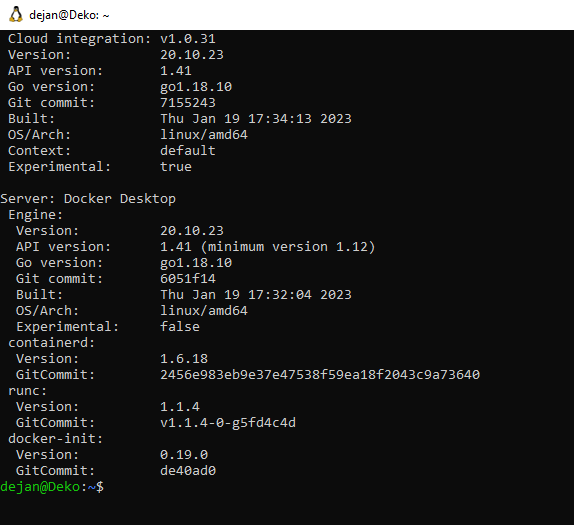 dejan@Deko: ~
Cloud integration: v1.0.31
Version: 20.10.23
API version: 1.41
Go version: go1.18.10
Git commit: 7155243
Built: Thu Jan 19 17:34:13 2023
OS/Arch: linux/amd64
Context: default
Experimental: true
Server: Docker Desktop
Engine:
Version: 20.10.23
API version: 1.41 (minimum version 1.12)
Go version: go1.18.10
Git commit: 6051f14
Built: Thu Jan 19 17:32:04 2023
OS/Arch: linux/amd64
Experimental: false
containerd:
Version: 1.6.18
GitCommit: 2456e983eb9e37e47538f59ea18f2043c9a73640
runc:
Version: 1.1.4
GitCommit: v1.1.4-0-g5fd4c4d
docker-init:
Version: 0.19.0
GitCommit: de40ad0
dejan@Deko:~$